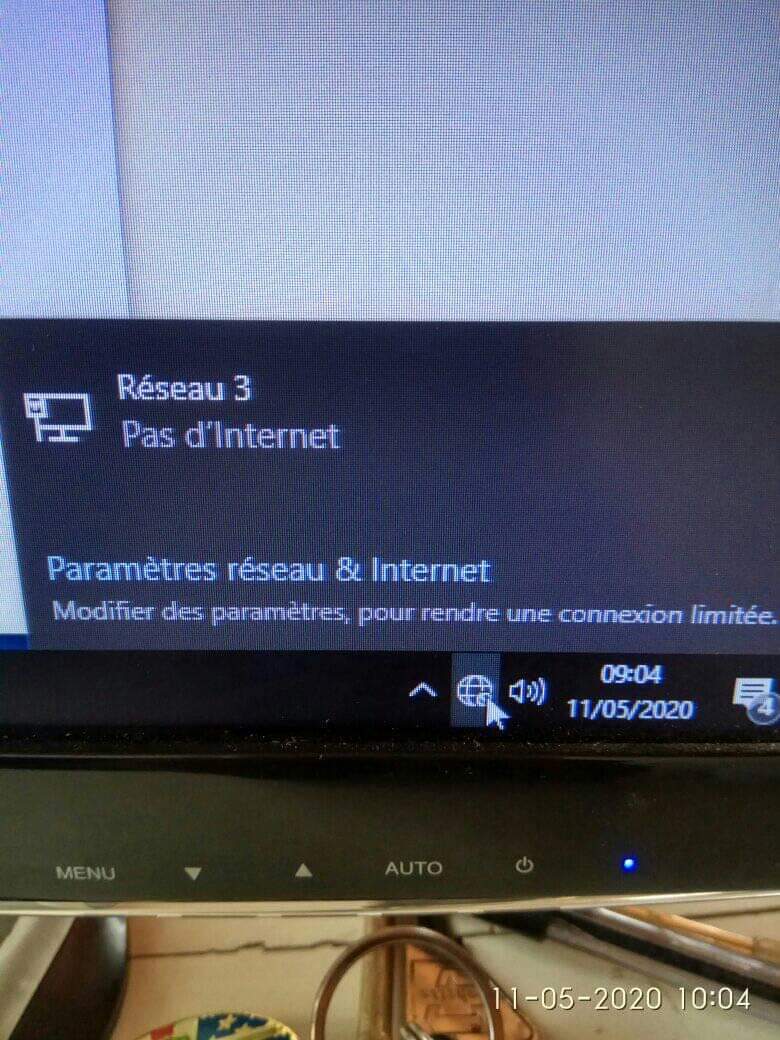 Réseau 3
Pas d'Internet
Paramètres réseau & Internet
Modifier des paramètres, pour rendre une connexion limitée.
09:04
11/05/2020
4
MENU
AUTO
11-05-2020 10:04